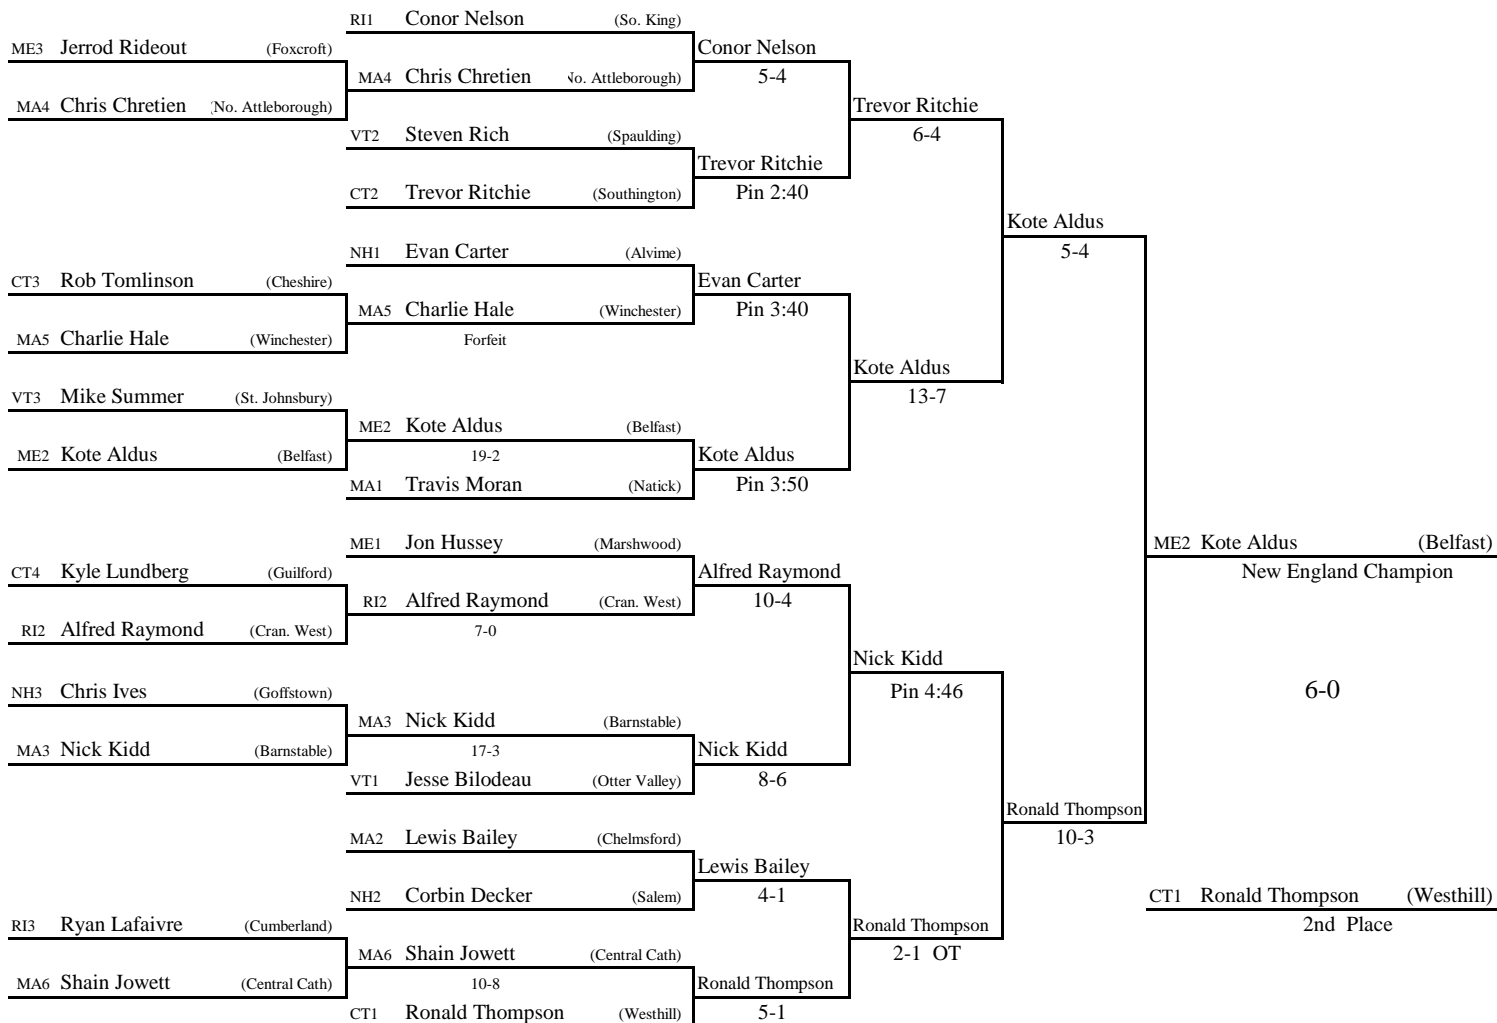 RI1 Conor Nelson (So. King)
ME3 Jerrod Rideout (Foxcroft)
Conor Nelson
MA4 Chris Chretien No. Attleborough)
5-4
MA4 Chris Chretien (No. Attleborough)
Trevor Ritchie
6-4
VT2 Steven Rich (Spaulding)
Trevor Ritchie
CT2 Trevor Ritchie (Southington)
Pin 2:40
Kote Aldus
5-4
NH1 Evan Carter (Alvime)
CT3 Rob Tomlinson (Cheshire)
Evan Carter
MA5 Charlie Hale (Winchester)
Pin 3:40
MA5 Charlie Hale (Winchester)
Forfeit
Kote Aldus
13-7
VT3 Mike Summer (St. Johnsbury)
ME2 Kote Aldus (Belfast)
ME2 Kote Aldus (Belfast)
19-2
Kote Aldus
MA1 Travis Moran (Natick)
Pin 3:50
ME1 Jon Hussey (Marshwood)
ME2 Kote Aldus (Belfast)
New England Champion
CT4 Kyle Lundberg (Guilford)
Alfred Raymond
RI2 Alfred Raymond (Cran. West)
10-4
RI2 Alfred Raymond (Cran. West)
7-0
Nick Kidd
Pin 4:46
NH3 Chris Ives (Goffstown)
6-0
MA3 Nick Kidd (Barnstable)
MA3 Nick Kidd (Barnstable)
17-3
Nick Kidd
VT1 Jesse Bilodeau (Otter Valley)
8-6
Ronald Thompson
10-3
MA2 Lewis Bailey (Chelmsford)
Lewis Bailey
NH2 Corbin Decker (Salem)
4-1
CT1 Ronald Thompson (Westhill)
2nd Place
RI3 Ryan Lafaivre (Cumberland)
Ronald Thompson
2-1 OT
MA6 Shain Jowett (Central Cath)
MA6 Shain Jowett (Central Cath)
10-8
Ronald Thompson
CT1 Ronald Thompson (Westhill)
5-1